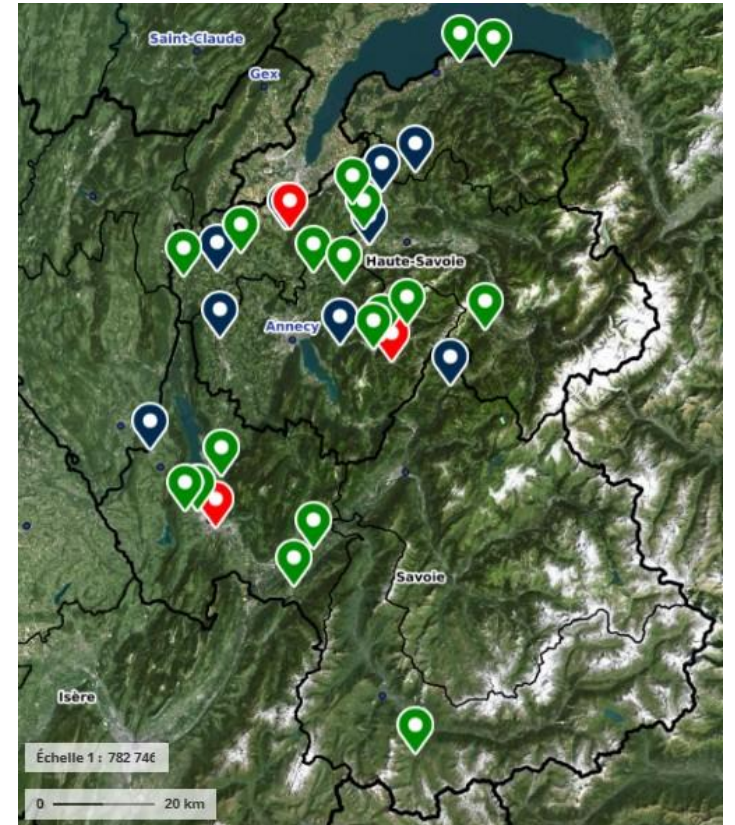 Saint-Claude
Gex
Haute-Savoie
Annecy
Savoie
Isère
Échelle 1 : 782 746
0 20 km